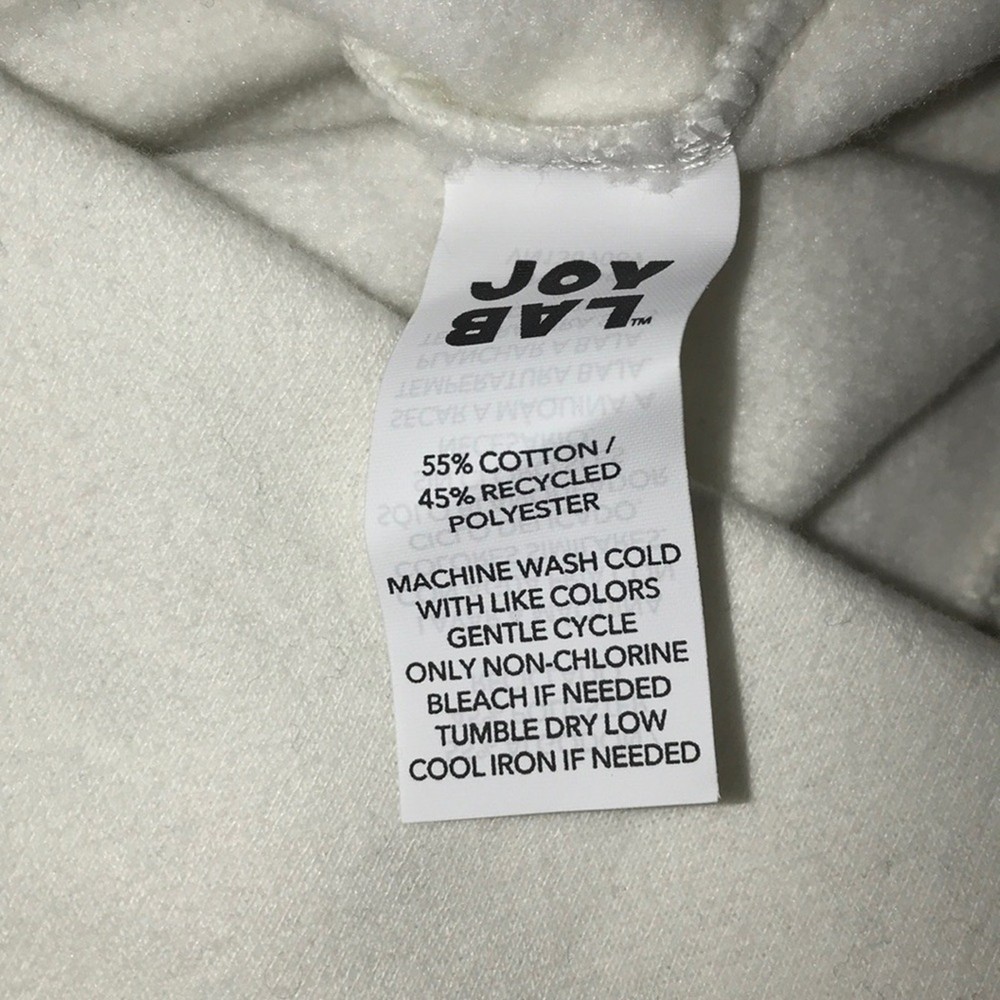 JOY
LAB™
55% COTTON /
45% RECYCLED
POLYESTER
MACHINE WASH COLD
WITH LIKE COLORS
GENTLE CYCLE
ONLY NON-CHLORINE
BLEACH IF NEEDED
TUMBLE DRY LOW
COOL IRON IF NEEDED